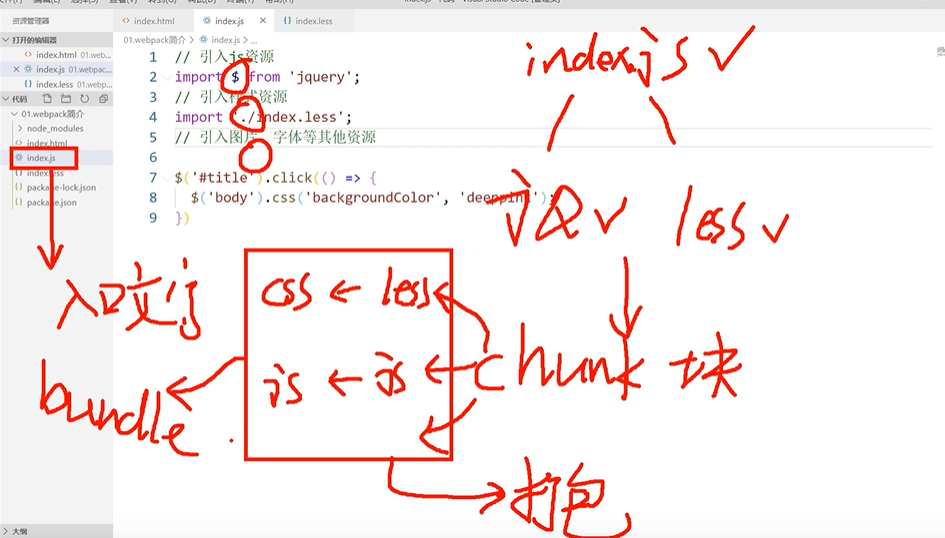 资源管理器
index.html
index.js
index.less
打开的编辑器
index.html 01.webpac...
index.js 01.webpac...
index.less 01.webp...
代码
01.webpack简介
node_modules
index.html
index.js
index.less
package-lock.json
package.json
大纲
01.webpack简介 > index.js > ...
1 // 引入js资源
2 import $ from 'jquery';
3 // 引入样式资源
4 import './index.less';
5 // 引入图片、字体等其他资源
6
7 $('#title').click(() => {
8 $('body').css('backgroundColor', 'deeppink');
9 })
index.js
JQ less
入口文件
css ← less
js ← js
chunk 块
bundle
打包